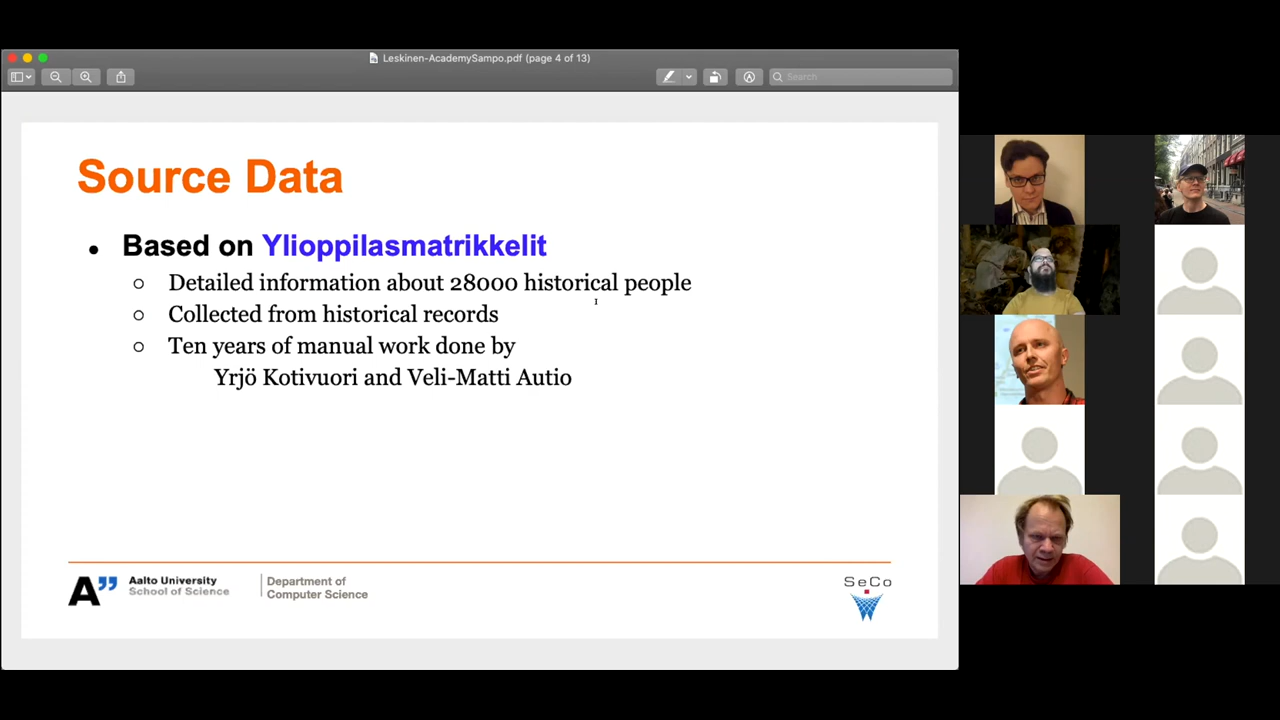 Leskinen-AcademySampo.pdf (page 4 of 13)
Search
Source Data
• Based on Ylioppilasmatrikkelit
○ Detailed information about 28000 historical people
○ Collected from historical records
○ Ten years of manual work done by
Yrjö Kotivuori and Veli-Matti Autio
A”
Aalto University
School of Science
Department of
Computer Science
SeCo